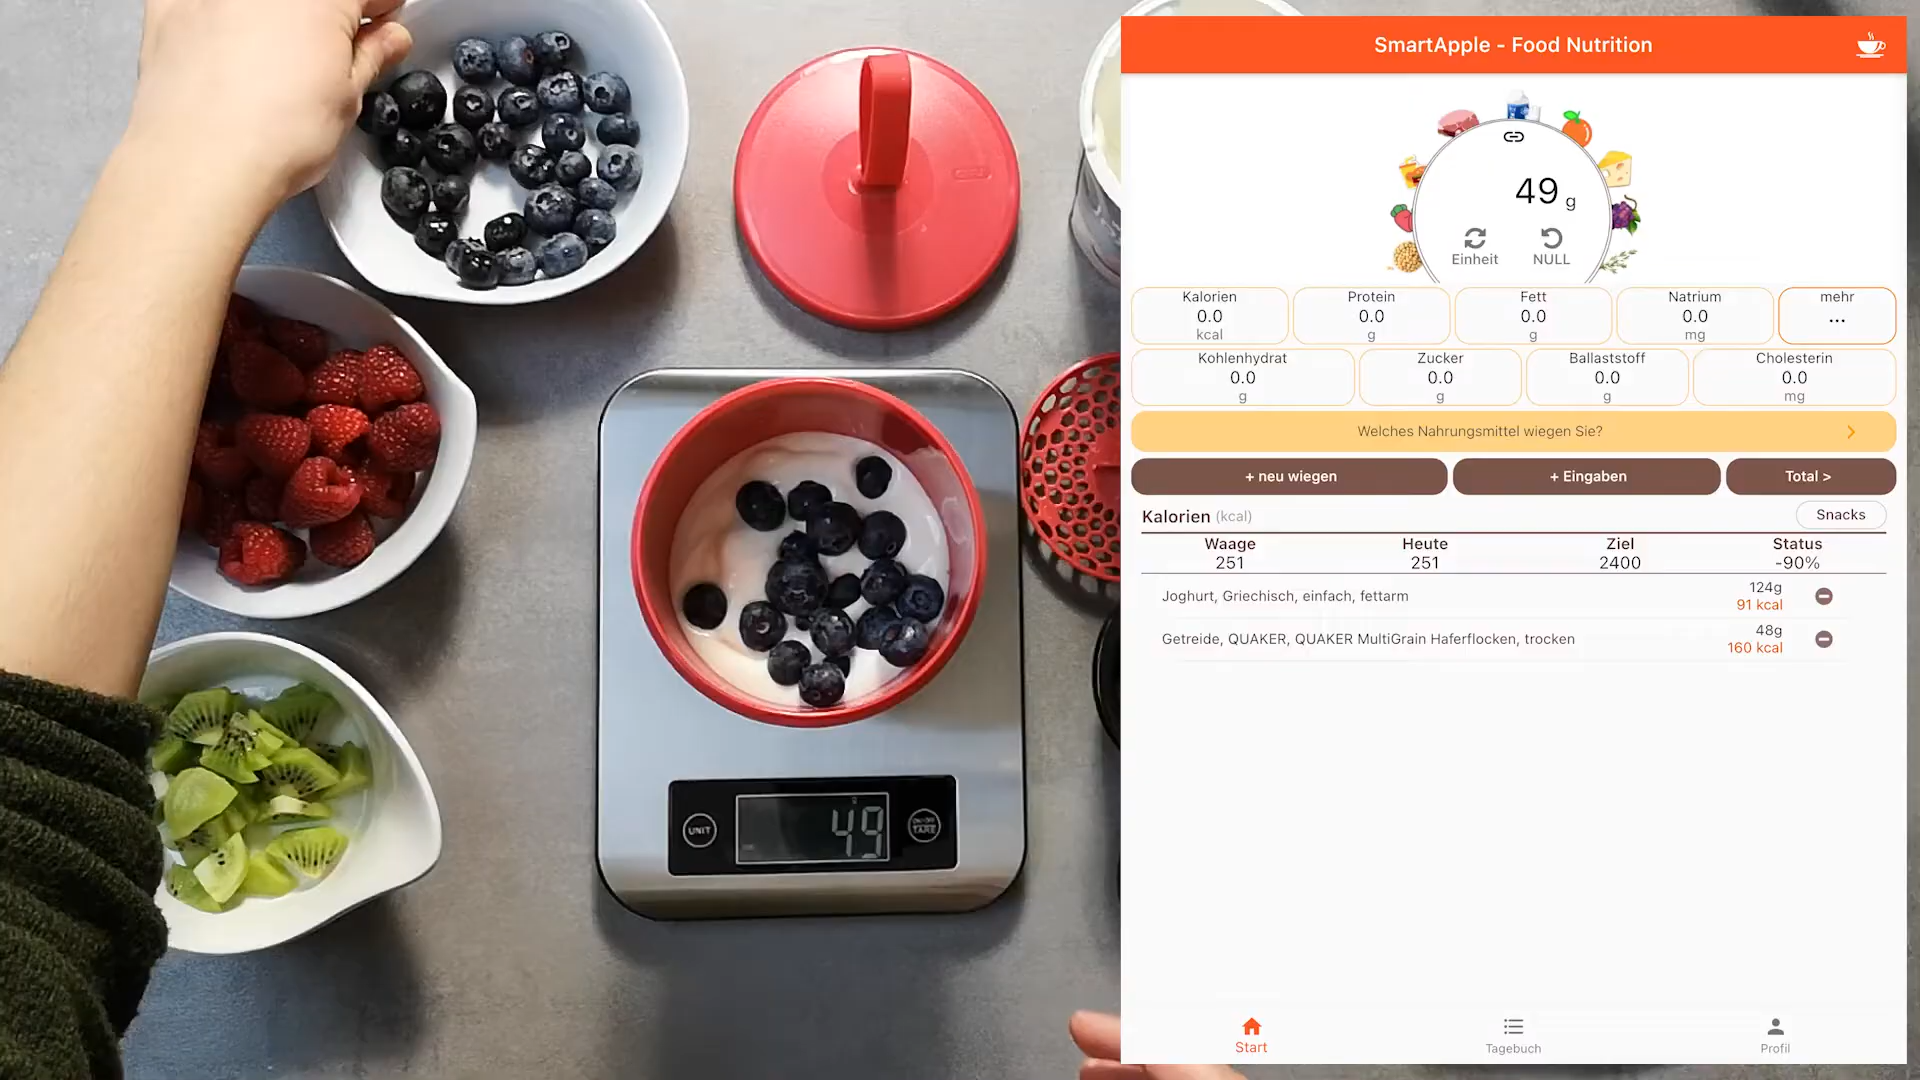 SmartApple - Food Nutrition
49 g
Einheit NULL
Kalorien Protein Fett Natrium mehr
0.0 0.0 0.0 0.0 ...
kcal g g mg
Kohlenhydrat Zucker Ballaststoff Cholesterin
0.0 0.0 0.0 0.0
g g g mg
Welches Nahrungsmittel wiegen Sie?
+ neu wiegen + Eingaben Total >
Kalorien (kcal) Snacks
Waage Heute Ziel Status
251 251 2400 -90%
Joghurt, Griechisch, einfach, fettarm 124g
91 kcal
Getreide, QUAKER, QUAKER MultiGrain Haferflocken, trocken 48g
160 kcal
UNIT 49 ON/OFF
TARE
Start Tagebuch Profil